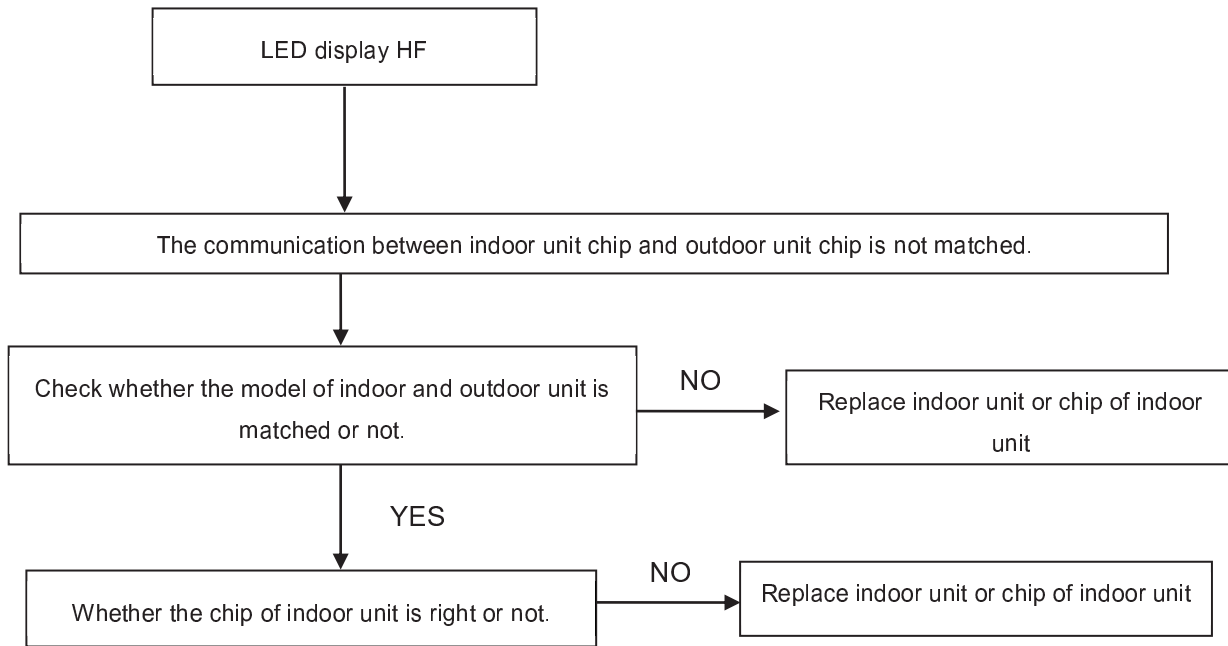 LED display HF
The communication between indoor unit chip and outdoor unit chip is not matched.
Check whether the model of indoor and outdoor unit is
matched or not.
NO
Replace indoor unit or chip of indoor
unit
YES
Whether the chip of indoor unit is right or not.
NO
Replace indoor unit or chip of indoor unit